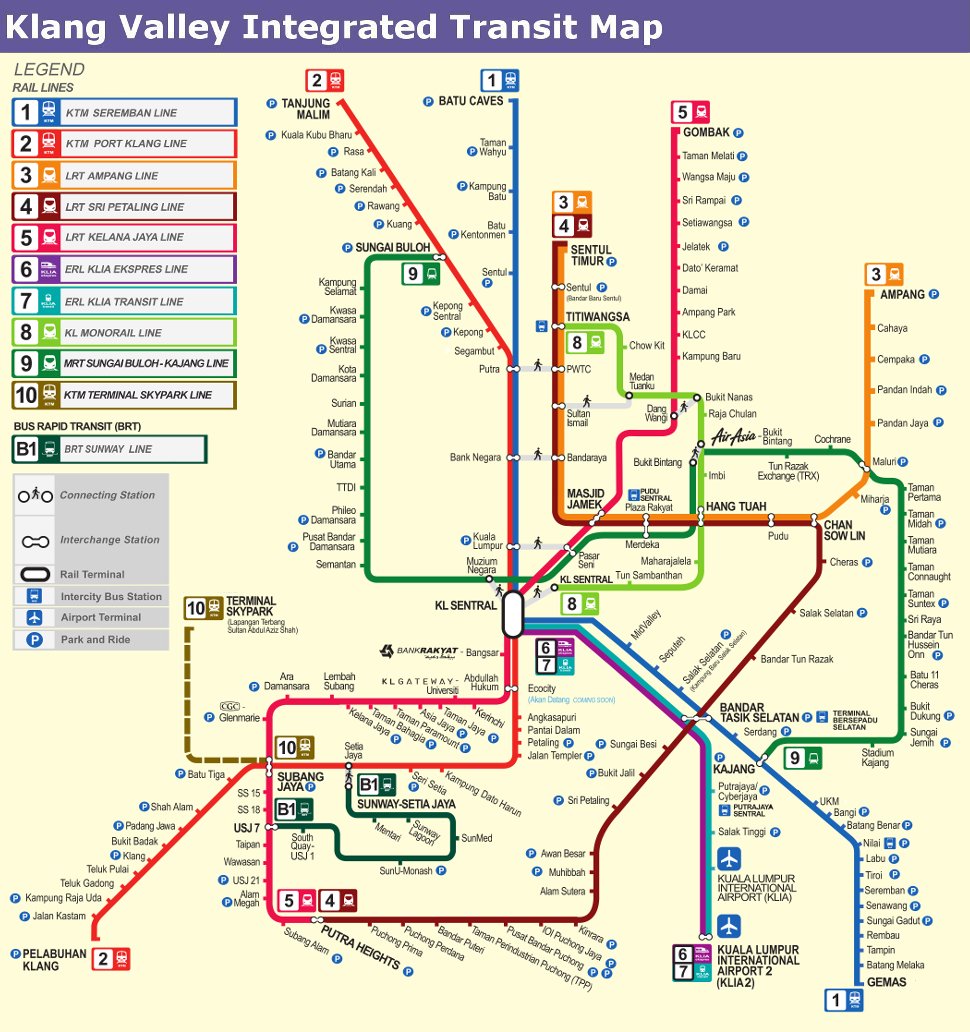 Klang Valley Integrated Transit Map
LEGEND
RAIL LINES
1 KTM SEREMBAN LINE
2 KTM PORT KLANG LINE
3 LRT AMPANG LINE
4 LRT SRI PETALING LINE
5 LRT KELANA JAYA LINE
6 ERL KLIA EKSPRES LINE
7 ERL KLIA TRANSIT LINE
8 KL MONORAIL LINE
9 MRT SUNGAI BULOH - KAJANG LINE
10 KTM TERMINAL SKYPARK LINE
BUS RAPID TRANSIT (BRT)
B1 BRT SUNWAY LINE
Connecting Station
Interchange Station
Rail Terminal
Intercity Bus Station
Airport Terminal
P Park and Ride
2
TANJUNG
MALIM
Kuala Kubu Bharu
Rasa
Batang Kali
Serendah
Rawang
Kuang
SUNGAI BULOH
9
Kepong
Sentral
Kepong
Segambut
Putra
Bank Negara
Kuala
Lumpur
1
BATU CAVES
Taman
Wahyu
Kampung
Batu
Batu
Kentonmen
Sentul
Kampung
Selamat
Kwasa
Damansara
Kwasa
Sentral
Kota
Damansara
Surian
Mutiara
Damansara
Bandar
Utama
TTDI
Phileo
Damansara
Pusat Bandar
Damansara
Semantan
Muzium
Negara
3
4
SENTUL
TIMUR
Sentul
(Bandar Baru Sentul)
TITIWANGSA
8
Chow Kit
PWTC
Medan
Tuanku
Sultan
Ismail
Dang
Wangi
Bandaraya
MASJID
JAMEK
PUDU
SENTRAL
Plaza Rakyat
HANG TUAH
Merdeka
Pudu
CHAN
SOW LIN
Pasar
Seni
5
GOMBAK
Taman Melati
Wangsa Maju
Sri Rampai
Setiawangsa
Jelatek
Dato' Keramat
Damai
Ampang Park
KLCC
Kampung Baru
Bukit Nanas
Raja Chulan
AirAsia - Bukit
Bintang
Bukit Bintang
Imbi
Maharajalela
Tun Sambanthan
KL SENTRAL
8
3
AMPANG
Cahaya
Cempaka
Pandan Indah
Pandan Jaya
Cochrane
Tun Razak
Exchange (TRX)
Maluri
Miharja
Taman
Pertama
Taman
Midah
Taman
Mutiara
Taman
Connaught
Taman
Suntex
Sri Raya
Bandar Tun
Hussein
Onn
Batu 11
Cheras
Bukit
Dukung
Sungai
Jernih
Stadium
Kajang
9
KAJANG
Cheras
Salak Selatan
Bandar Tun Razak
BANDAR
TASIK SELATAN
TERMINAL
BERSEPADU
SELATAN
Serdang
Sungai Besi
Bukit Jalil
Sri Petaling
Awan Besar
Muhibbah
Alam Sutera
KL SENTRAL
6
7
MidValley
Seputeh
Salak Selatan
(Kampung Baru Salak Selatan)
BANKRAKYAT - Bangsar
KL GATEWAY -
Universiti
Abdullah
Hukum
Ecocity
(Akan Datang COMING SOON)
Angkasapuri
Pantai Dalam
Petaling
Jalan Templer
Kerinchi
Taman Jaya
Asia Jaya
Taman Paramount
Taman Bahagia
Kelana Jaya
Lembah
Subang
Ara
Damansara
CGC -
Glenmarie
10
TERMINAL
SKYPARK
(Lapangan Terbang
Sultan Abdul Aziz Shah)
10
SUBANG
JAYA
Setia
Jaya
Seri Setia
Kampung Dato Harun
B1
SUNWAY-SETIA JAYA
Mentari
Sunway
Lagoon
SunMed
SunU-Monash
South
Quay-
USJ 1
B1
SS 15
SS 18
USJ 7
Taipan
Wawasan
USJ 21
Alam
Megah
Subang Alam
5
4
PUTRA HEIGHTS
Puchong Prima
Puchong Perdana
Bandar Puteri
Taman Perindustrian Puchong (TPP)
Pusat Bandar Puchong
IOI Puchong Jaya
Kinrara
Batu Tiga
Shah Alam
Padang Jawa
Bukit Badak
Klang
Teluk Pulai
Teluk Gadong
Kampung Raja Uda
Jalan Kastam
PELABUHAN
KLANG
2
Putrajaya/
Cyberjaya
PUTRAJAYA
SENTRAL
Salak Tinggi
KUALA LUMPUR
INTERNATIONAL
AIRPORT (KLIA)
6
7
KUALA LUMPUR
INTERNATIONAL
AIRPORT 2
(KLIA2)
UKM
Bangi
Batang Benar
Nilai
Labu
Tiroi
Seremban
Senawang
Sungai Gadut
Rembau
Tampin
Batang Melaka
GEMAS
1